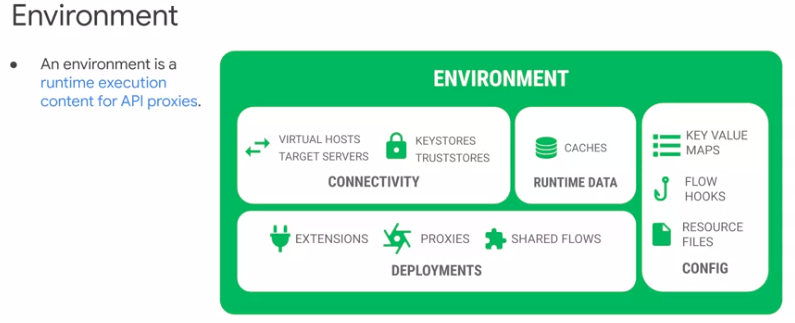 Environment
● An environment is a
runtime execution
content for API proxies.
ENVIRONMENT
VIRTUAL HOSTS
TARGET SERVERS
KEYSTORES
TRUSTSTORES
CONNECTIVITY
CACHES
RUNTIME DATA
KEY VALUE
MAPS
FLOW
HOOKS
RESOURCE
FILES
CONFIG
EXTENSIONS
PROXIES
SHARED FLOWS
DEPLOYMENTS